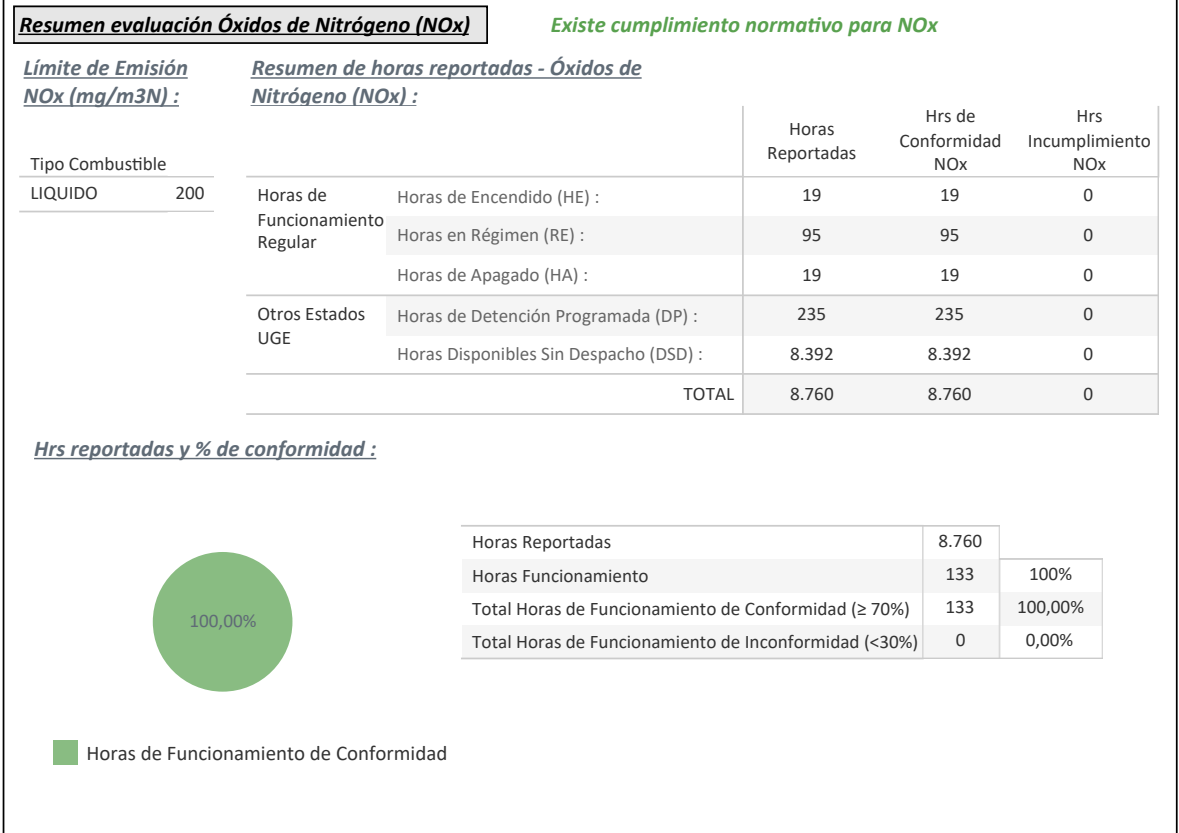 Resumen evaluación Óxidos de Nitrógeno (NOx)
Existe cumplimiento normativo para NOx
Límite de Emisión
NOx (mg/m3N) :
Resumen de horas reportadas - Óxidos de
Nitrógeno (NOx) :
Tipo Combustible
LIQUIDO 200
Horas
Reportadas
Hrs de
Conformidad
NOx
Hrs
Incumplimiento
NOx
Horas de
Funcionamiento
Regular
Horas de Encendido (HE) : 19 19 0
Horas en Régimen (RE) : 95 95 0
Horas de Apagado (HA) : 19 19 0
Otros Estados
UGE
Horas de Detención Programada (DP) : 235 235 0
Horas Disponibles Sin Despacho (DSD) : 8.392 8.392 0
TOTAL 8.760 8.760 0
Hrs reportadas y % de conformidad :
100,00%
Horas Reportadas 8.760
Horas Funcionamiento 133 100%
Total Horas de Funcionamiento de Conformidad (≥ 70%) 133 100,00%
Total Horas de Funcionamiento de Inconformidad (<30%) 0 0,00%
Horas de Funcionamiento de Conformidad